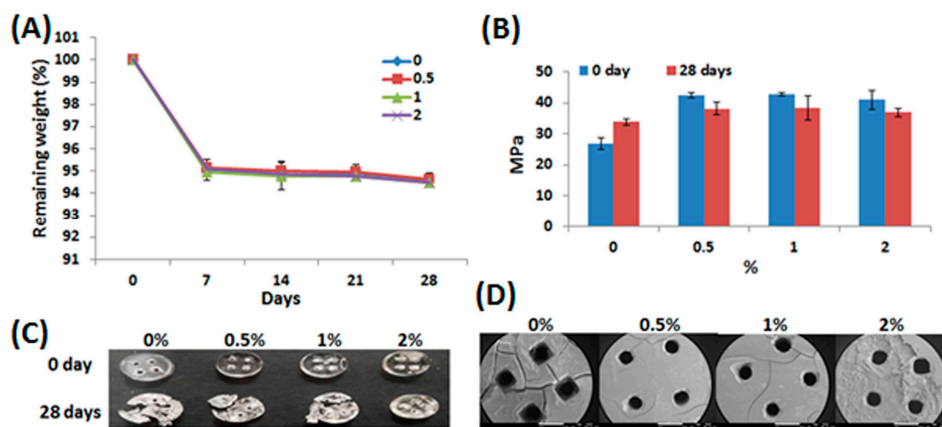 (A)
101
100
99
98
97
96
95
94
93
92
91
Remaining weight (%)
0
0.5
1
2
0 7 14 21 28
Days
(B)
0 day 28 days
50
40
30
20
10
0
MPa
0 0.5 1 2
%
(C)
0% 0.5% 1% 2%
0 day
28 days
(D)
0% 0.5% 1% 2%